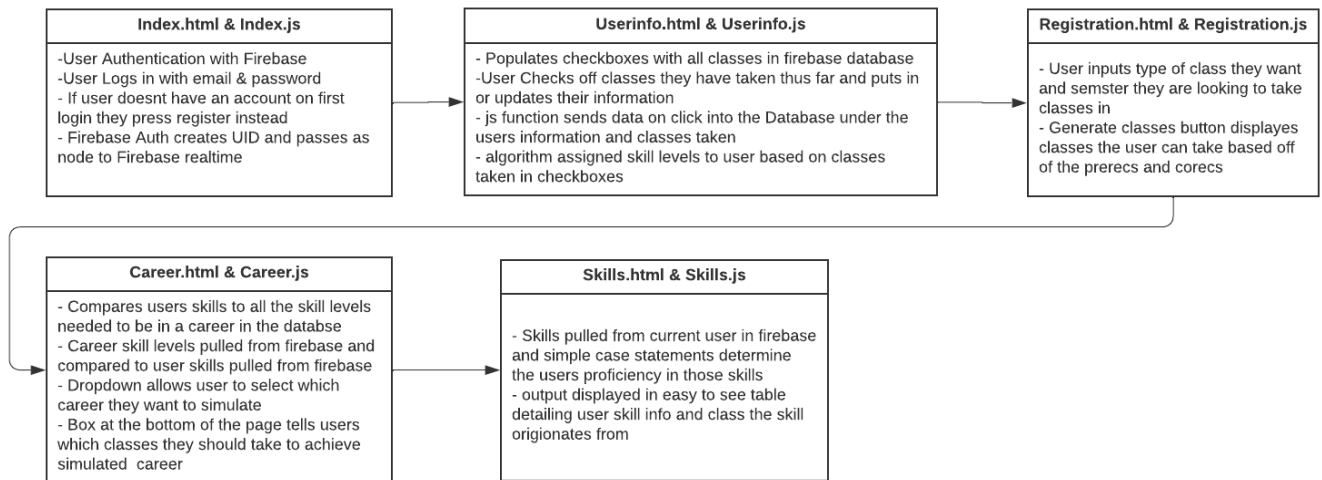 Index.html & Index.js
-User Authentication with Firebase
-User Logs in with email & password
- If user doesnt have an account on first
login they press register instead
- Firebase Auth creates UID and passes as
node to Firebase realtime
Userinfo.html & Userinfo.js
- Populates checkboxes with all classes in firebase database
-User Checks off classes they have taken thus far and puts in
or updates their information
- js function sends data on click into the Database under the
users information and classes taken
- algorithm assigned skill levels to user based on classes
taken in checkboxes
Registration.html & Registration.js
- User inputs type of class they want
and semster they are looking to take
classes in
- Generate classes button displayes
classes the user can take based off
of the prerecs and corecs
Career.html & Career.js
- Compares users skills to all the skill levels
needed to be in a career in the databse
- Career skill levels pulled from firebase and
compared to user skills pulled from firebase
- Dropdown allows user to select which
career they want to simulate
- Box at the bottom of the page tells users
which classes they should take to achieve
simulated  career
Skills.html & Skills.js
- Skills pulled from current user in firebase
and simple case statements determine
the users proficiency in those skills
- output displayed in easy to see table
detailing user skill info and class the skill
origionates from